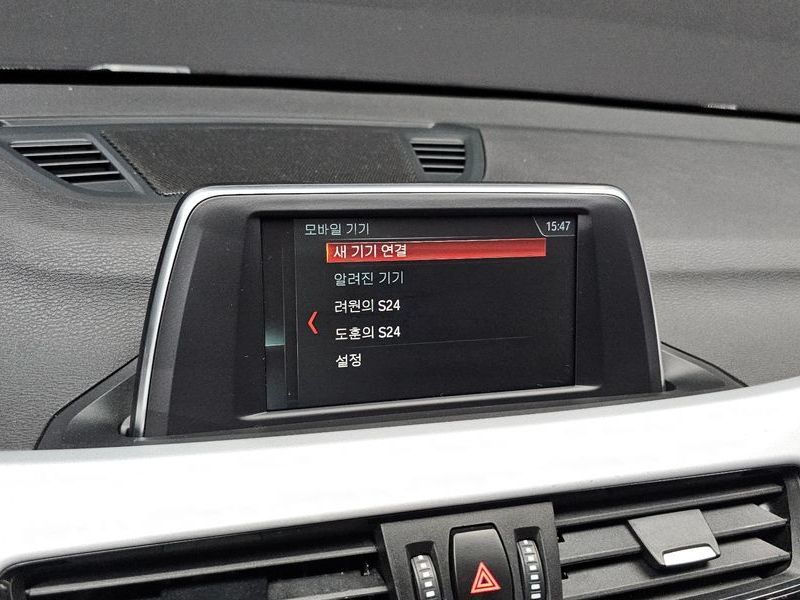 모바일 기기
15:47
새 기기 연결
알려진 기기
려원의 S24
도훈의 S24
설정